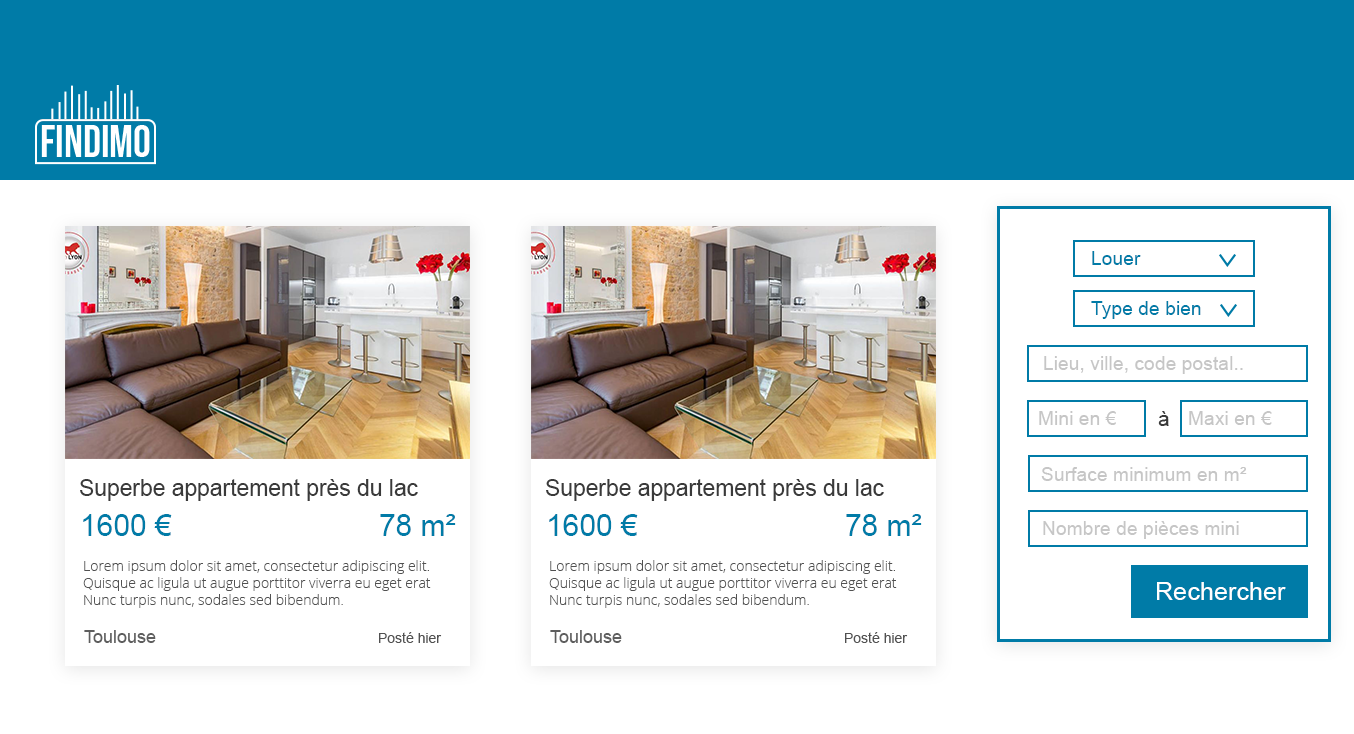 FINDIMO
LYON
Superbe appartement près du lac
1600 €
78 m²
Lorem ipsum dolor sit amet, consectetur adipiscing elit.
Quisque ac ligula ut augue porttitor viverra eu eget erat
Nunc turpis nunc, sodales sed bibendum.
Toulouse
Posté hier
LYON
Superbe appartement près du lac
1600 €
78 m²
Lorem ipsum dolor sit amet, consectetur adipiscing elit.
Quisque ac ligula ut augue porttitor viverra eu eget erat
Nunc turpis nunc, sodales sed bibendum.
Toulouse
Posté hier
Louer
Type de bien
Lieu, ville, code postal..
Mini en € à Maxi en €
Surface minimum en m²
Nombre de pièces mini
Rechercher